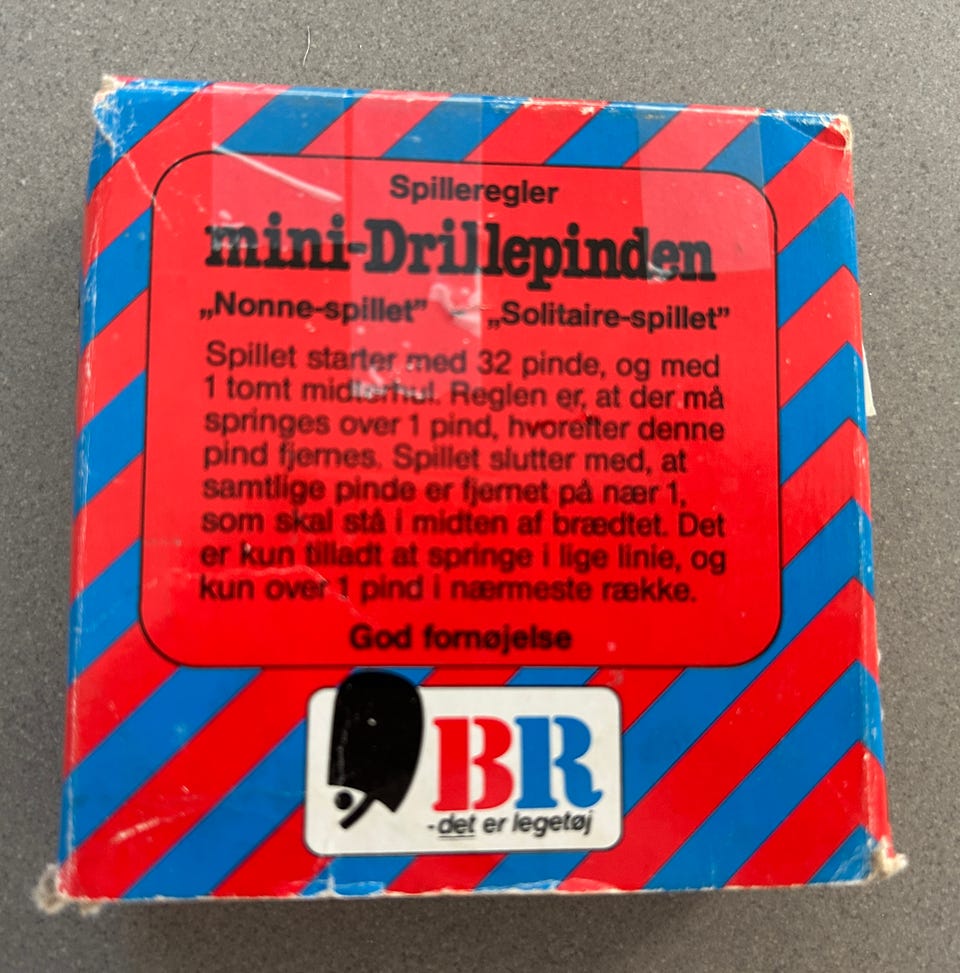 Spilleregler
mini-Drillepinden
„Nonne-spillet” - „Solitaire-spillet”
Spillet starter med 32 pinde, og med
1 tomt midterhul. Reglen er, at der må
springes over 1 pind, hvorefter denne
pind fjernes. Spillet slutter med, at
samtlige pinde er fjernet på nær 1,
som skal stå i midten af brædtet. Det
er kun tilladt at springe i lige linie, og
kun over 1 pind i nærmeste række.
God fornøjelse
BR
-det er legetøj